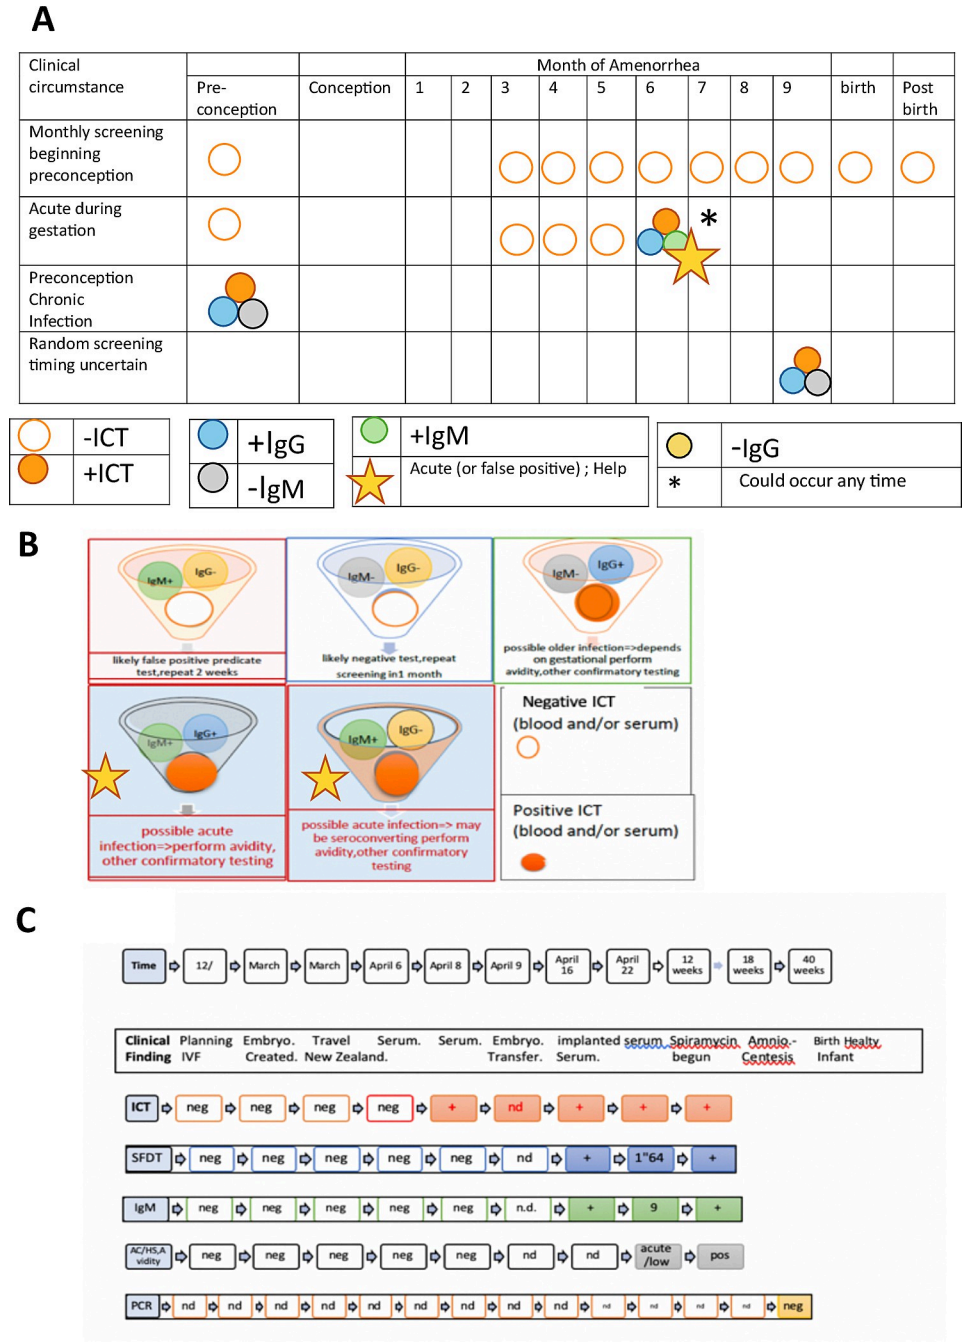 A
Clinical circumstance
Month of Amenorrhea
Pre-conception
Conception
1
2
3
4
5
6
7
8
9
birth
Post birth
Monthly screening
beginning
preconception
Acute during
gestation
*
Preconception
Chronic
Infection
Random screening
timing uncertain
-ICT
+ICT
+IgG
-IgM
+IgM
Acute (or false positive) ; Help
-IgG
*
Could occur any time
B
IgM+
IgG-
likely false positive predicate
test,repeat 2 weeks
IgM-
IgG-
likely negative test,repeat
screening in1 month
IgM-
IgG+
possible older infection=>depends
on gestational perform
avidity,other confirmatory testing
IgM+
IgG+
possible acute
infection=>perform avidity,
other confirmatory testing
IgM+
IgG-
possible acute infection=> may
be seroconverting perform
avidity,other confirmatory
testing
Negative ICT
(blood and/or serum)
Positive ICT
(blood and/or serum)
C
Time 12/ March March April 6 April 8 April 9 April 16 April 22 12 weeks 18 weeks 40 weeks
Clinical Planning Embryo. Travel Serum. Serum. Embryo. implanted serum Spiramycin Amnio.- Birth Healty
Finding IVF Created. New Zealand. Transfer. Serum. begun Centesis Infant
ICT neg neg neg neg + nd + + +
SFDT neg neg neg neg neg nd + 1"64 +
IgM neg neg neg neg neg n.d. + 9 +
AC/HS,A vidity neg neg neg neg neg nd nd acute /low pos
PCR nd nd nd nd nd nd nd nd nd nd nd nd nd neg